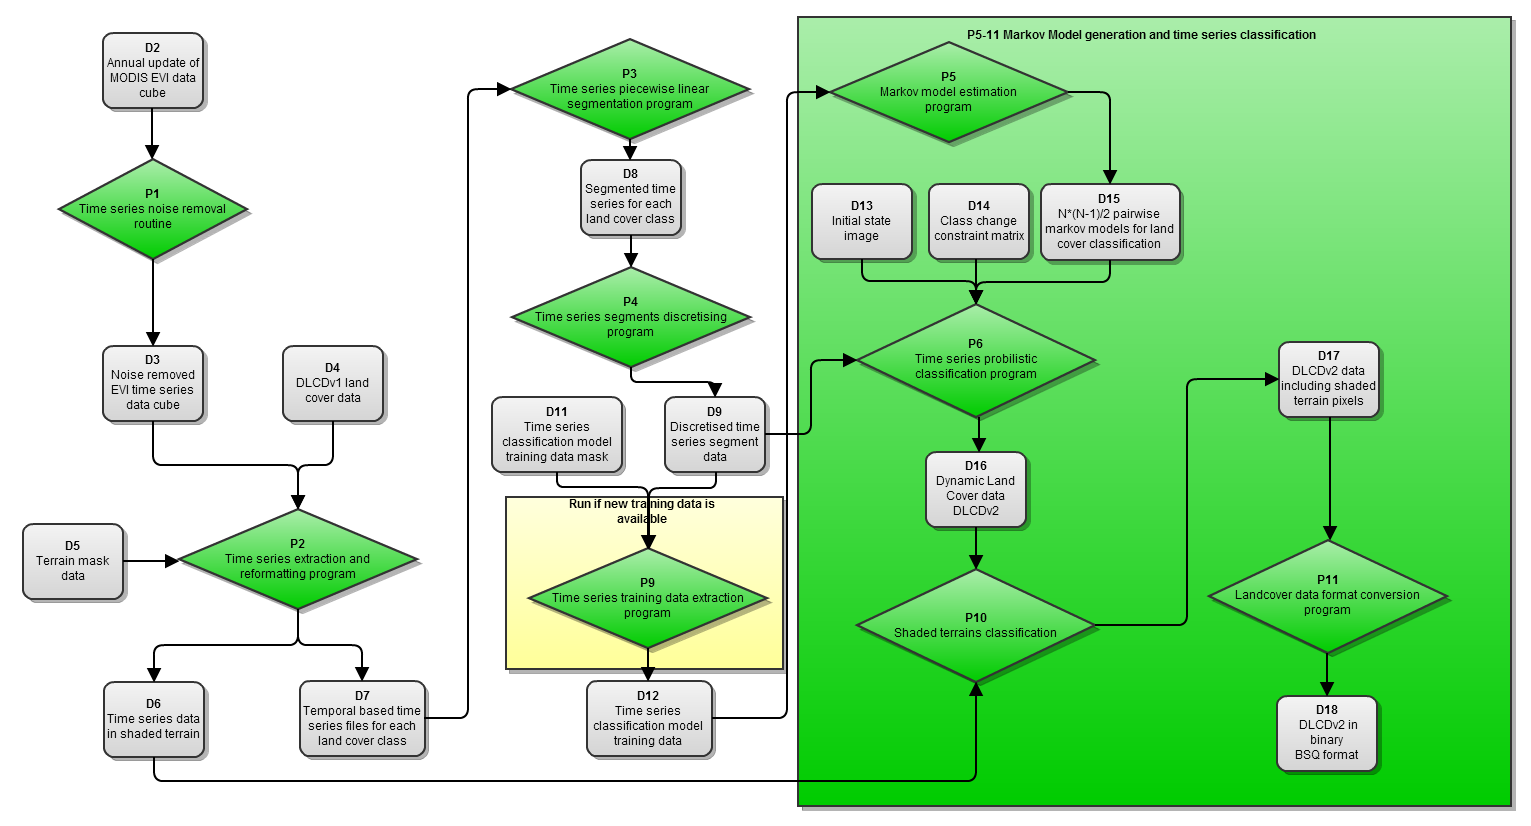 D2
Annual update of
MODIS EVI data
cube
P1
Time series noise removal
routine
D3
Noise removed
EVI time series
data cube
D4
DLCDv1 land
cover data
D5
Terrain mask
data
P2
Time series extraction and
reformatting program
D6
Time series data
in shaded terrain
D7
Temporal based time
series files for each
land cover class
P3
Time series piecewise linear
segmentation program
D8
Segmented time
series for each
land cover class
P4
Time series segments discretising
program
D11
Time series
classification model
training data mask
D9
Discretised time
series segment
data
Run if new training data is
available
P9
Time series training data extraction
program
D12
Time series
classification model
training data
P5-11 Markov Model generation and time series classification
P5
Markov model estimation
program
D13
Initial state
image
D14
Class change
constraint matrix
D15
N*(N-1)/2 pairwise
markov models for land
cover classification
P6
Time series probilistic
classification program
D16
Dynamic Land
Cover data
DLCDv2
P10
Shaded terrains classification
D17
DLCDv2 data
including shaded
terrain pixels
P11
Landcover data format conversion
program
D18
DLCDv2 in
binary
BSQ format